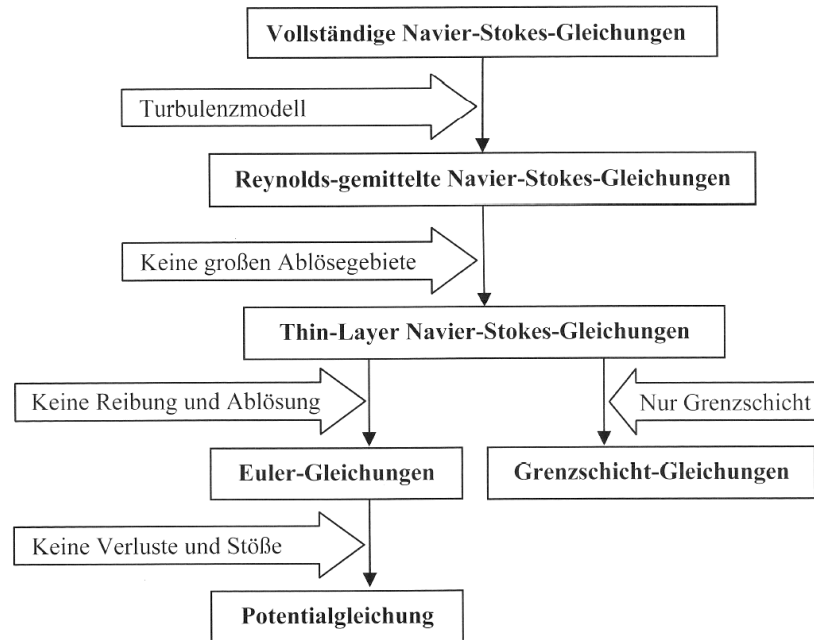 Vollständige Navier-Stokes-Gleichungen
Turbulenzmodell
Reynolds-gemittelte Navier-Stokes-Gleichungen
Keine großen Ablösegebiete
Thin-Layer Navier-Stokes-Gleichungen
Keine Reibung und Ablösung
Nur Grenzschicht
Euler-Gleichungen
Grenzschicht-Gleichungen
Keine Verluste und Stöße
Potentialgleichung